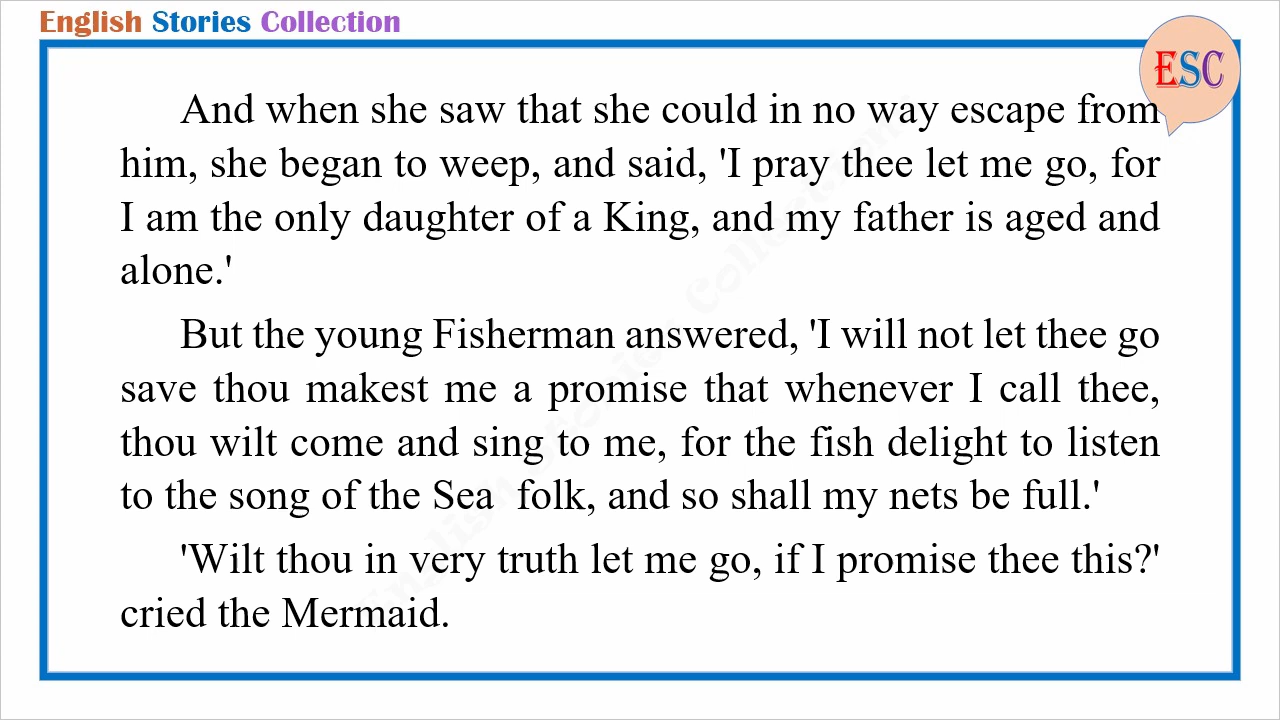 English Stories Collection
ESC
And when she saw that she could in no way escape from
him, she began to weep, and said, 'I pray thee let me go, for
I am the only daughter of a King, and my father is aged and
alone.'
But the young Fisherman answered, 'I will not let thee go
save thou makest me a promise that whenever I call thee,
thou wilt come and sing to me, for the fish delight to listen
to the song of the Sea  folk, and so shall my nets be full.'
'Wilt thou in very truth let me go, if I promise thee this?'
cried the Mermaid.
English Stories Collection